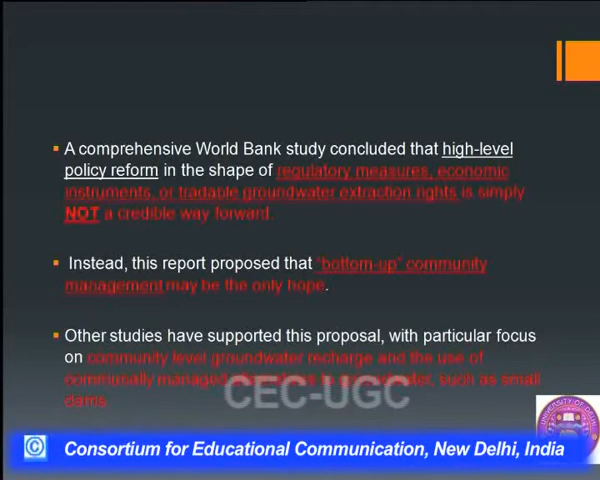 A comprehensive World Bank study concluded that high-level
policy reform in the shape of regulatory measures, economic
instruments, or tradable groundwater extraction rights is simply
NOT a credible way forward.
Instead, this report proposed that "bottom-up" community
management may be the only hope.
Other studies have supported this proposal, with particular focus
on community level groundwater recharge and the use of
communally managed alternatives to groundwater, such as small
dams.
CEC-UGC
UNIVERSITY OF DELHI
© Consortium for Educational Communication, New Delhi, India